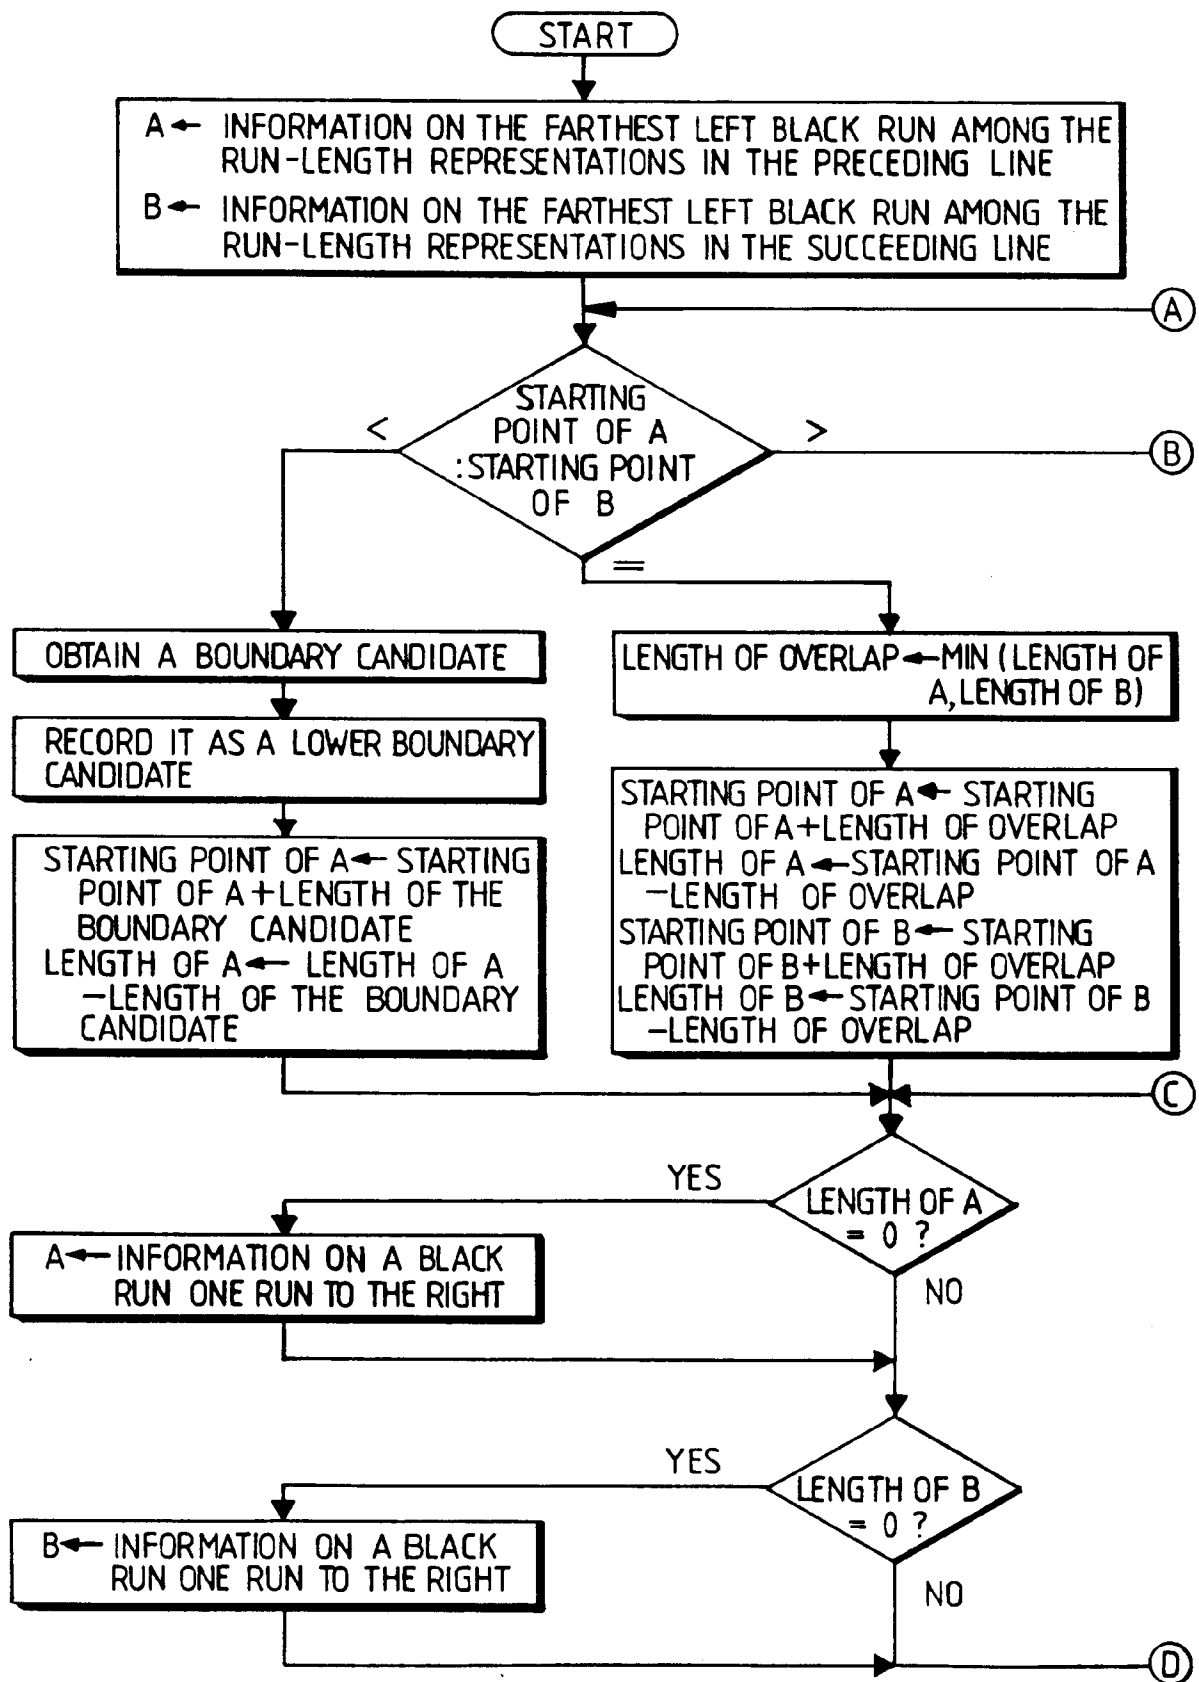 START
A← INFORMATION ON THE FARTHEST LEFT BLACK RUN AMONG THE
RUN-LENGTH REPRESENTATIONS IN THE PRECEDING LINE
B← INFORMATION ON THE FARTHEST LEFT BLACK RUN AMONG THE
RUN-LENGTH REPRESENTATIONS IN THE SUCCEEDING LINE
A
STARTING
POINT OF A
:STARTING POINT
OF B
<
>
B
=
OBTAIN A BOUNDARY CANDIDATE
RECORD IT AS A LOWER BOUNDARY
CANDIDATE
STARTING POINT OF A← STARTING
POINT OF A+LENGTH OF THE
BOUNDARY CANDIDATE
LENGTH OF A← LENGTH OF A
-LENGTH OF THE BOUNDARY
CANDIDATE
LENGTH OF OVERLAP←MIN (LENGTH OF
A, LENGTH OF B)
STARTING POINT OF A← STARTING
POINT OF A+LENGTH OF OVERLAP
LENGTH OF A←STARTING POINT OF A
-LENGTH OF OVERLAP
STARTING POINT OF B← STARTING
POINT OF B+LENGTH OF OVERLAP
LENGTH OF B←STARTING POINT OF B
-LENGTH OF OVERLAP
C
LENGTH OF A
= 0 ?
YES
NO
A← INFORMATION ON A BLACK
RUN ONE RUN TO THE RIGHT
LENGTH OF B
= 0 ?
YES
NO
B← INFORMATION ON A BLACK
RUN ONE RUN TO THE RIGHT
D